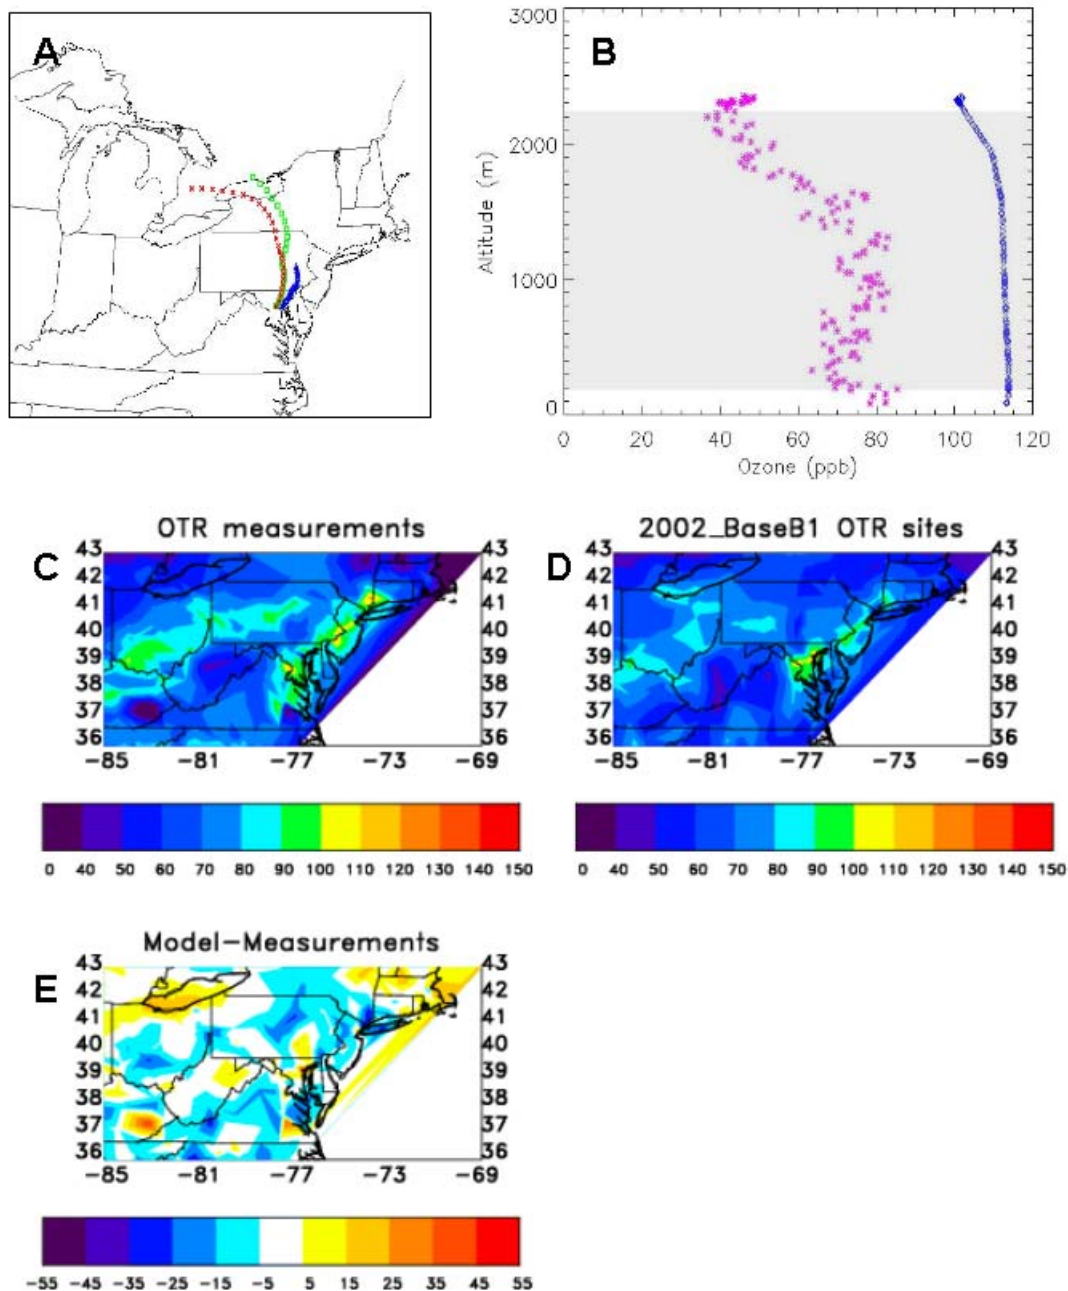 A
B
3000
2000
1000
0
Altitude (m)
0 20 40 60 80 100 120
Ozone (ppb)
C
OTR measurements
43 43
42 42
41 41
40 40
39 39
38 38
37 37
36 36
-85 -81 -77 -73 -69
0 40 50 60 70 80 90 100 110 120 130 140 150
D
2002_BaseB1 OTR sites
43 43
42 42
41 41
40 40
39 39
38 38
37 37
36 36
-85 -81 -77 -73 -69
0 40 50 60 70 80 90 100 110 120 130 140 150
E
Model-Measurements
43 43
42 42
41 41
40 40
39 39
38 38
37 37
36 36
-85 -81 -77 -73 -69
-55 -45 -35 -25 -15 -5 5 15 25 35 45 55